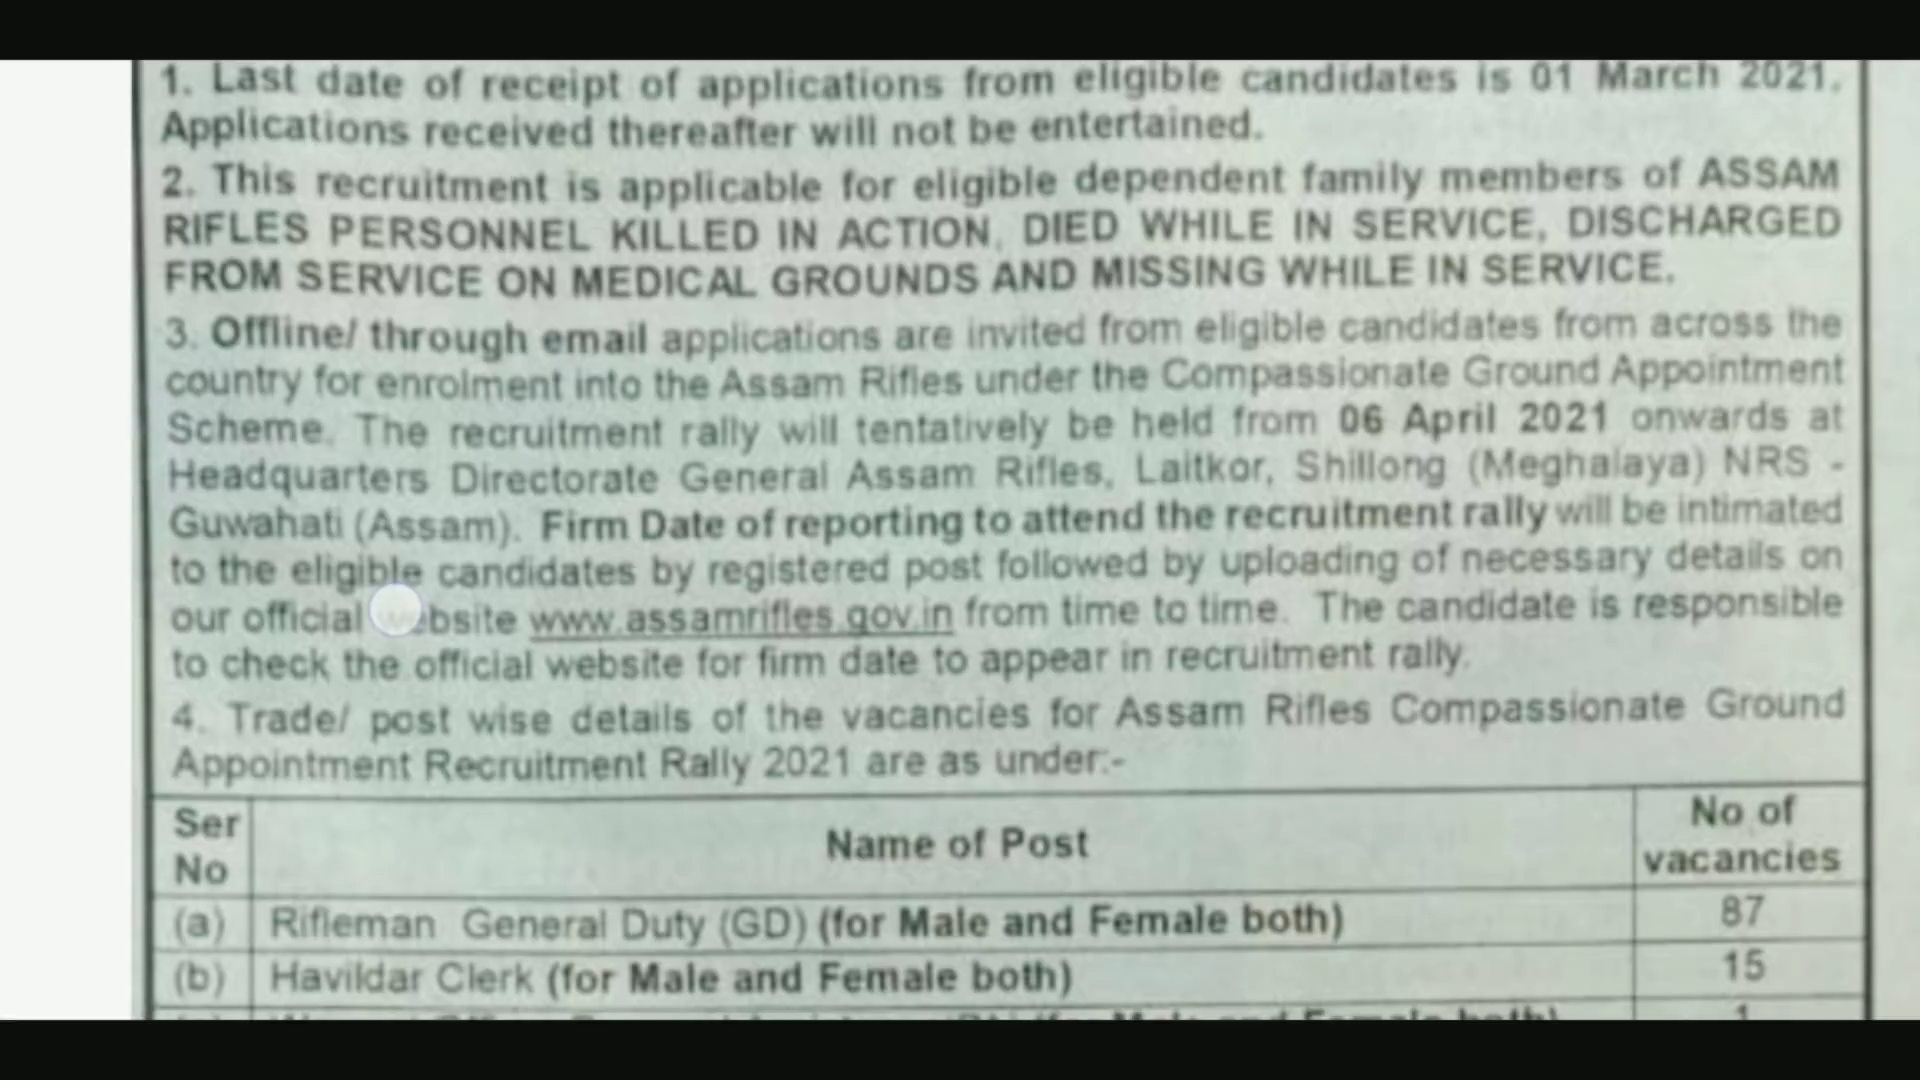 1. Last date of receipt of applications from eligible candidates is 01 March 2021.
Applications received thereafter will not be entertained.
2. This recruitment is applicable for eligible dependent family members of ASSAM
RIFLES PERSONNEL KILLED IN ACTION, DIED WHILE IN SERVICE, DISCHARGED
FROM SERVICE ON MEDICAL GROUNDS AND MISSING WHILE IN SERVICE.
3. Offline/ through email applications are invited from eligible candidates from across the
country for enrolment into the Assam Rifles under the Compassionate Ground Appointment
Scheme. The recruitment rally will tentatively be held from 06 April 2021 onwards at
Headquarters Directorate General Assam Rifles, Laitkor, Shillong (Meghalaya) NRS -
Guwahati (Assam). Firm Date of reporting to attend the recruitment rally will be intimated
to the eligible candidates by registered post followed by uploading of necessary details on
our official website www.assamrifles.gov.in from time to time. The candidate is responsible
to check the official website for firm date to appear in recruitment rally.
4. Trade/ post wise details of the vacancies for Assam Rifles Compassionate Ground
Appointment Recruitment Rally 2021 are as under:-
Ser No Name of Post No of vacancies
(a) Rifleman General Duty (GD) (for Male and Female both) 87
(b) Havildar Clerk (for Male and Female both) 15
(for Male and Female both) 1